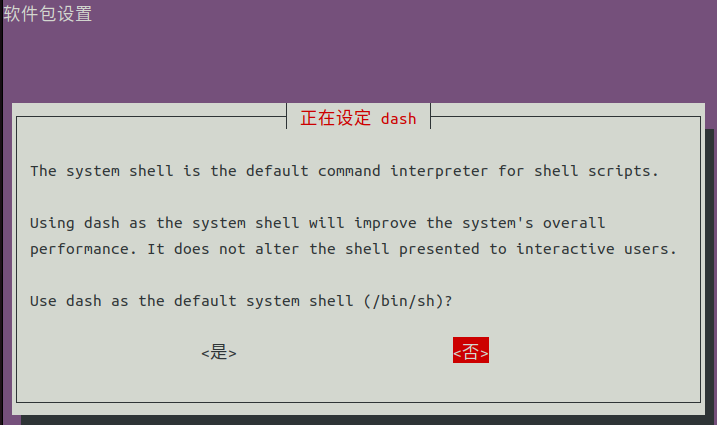 软件包设置
正在设定 dash
The system shell is the default command interpreter for shell scripts.
Using dash as the system shell will improve the system's overall
performance. It does not alter the shell presented to interactive users.
Use dash as the default system shell (/bin/sh)?
<是> <否>